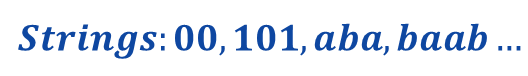 Strings: 00, 101, aba, baab ...